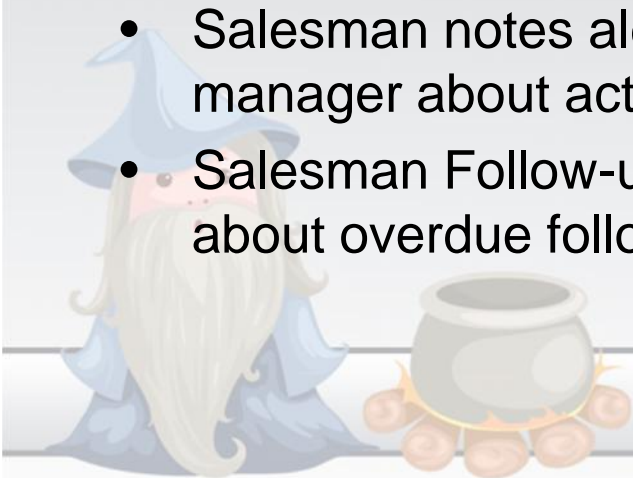 • Salesman notes
manager about
• Salesman
about overdue